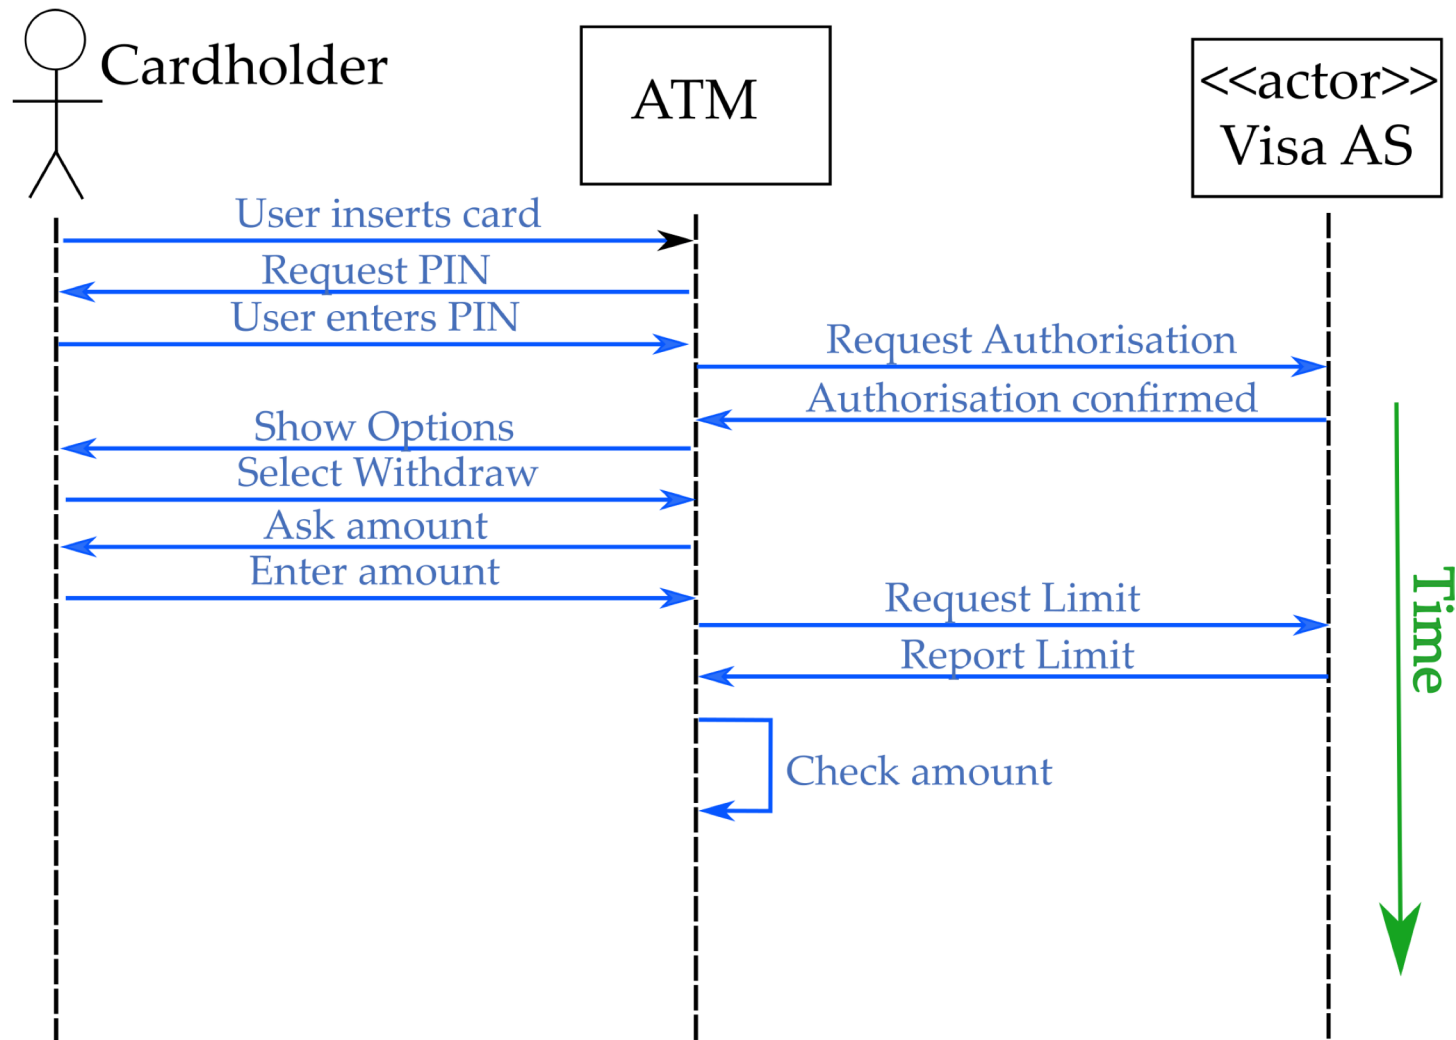 Cardholder
ATM
<<actor>>
Visa AS
User inserts card
Request PIN
User enters PIN
Request Authorisation
Authorisation confirmed
Show Options
Select Withdraw
Ask amount
Enter amount
Request Limit
Report Limit
Check amount
Time